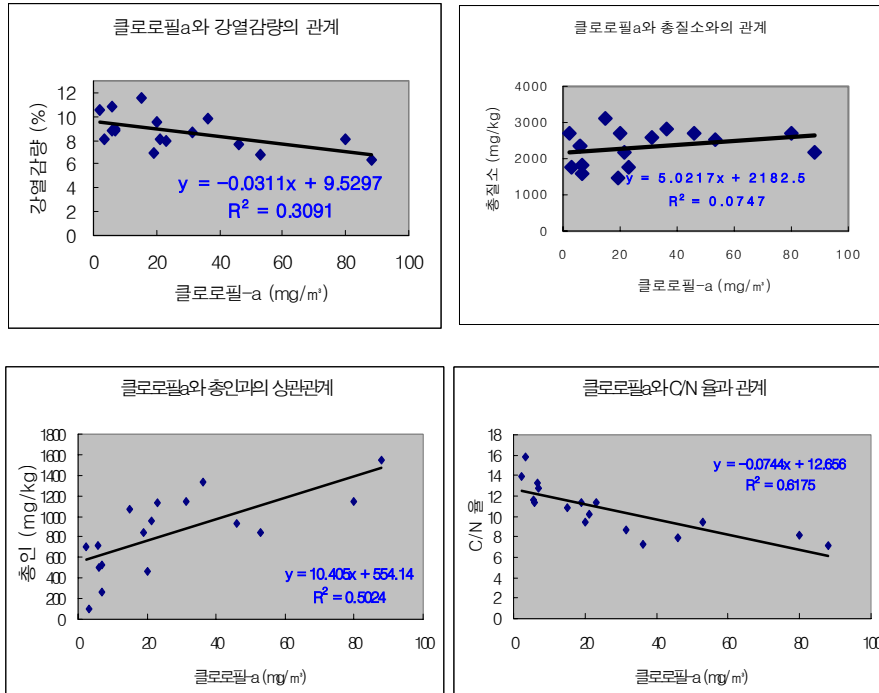 클로로필a와 강열감량의 관계
강열감량 (%)
12
10
8
6
4
2
0
y = -0.0311x + 9.5297
R² = 0.3091
0 20 40 60 80 100
클로로필-a (mg/㎥)
클로로필a와 총질소와의 관계
총질소 (mg/kg)
4000
3000
2000
1000
0
y = 5.0217x + 2182.5
R² = 0.0747
0 20 40 60 80 100
클로로필-a (mg/㎥)
클로로필a와 총인과의 상관관계
총인 (mg/kg)
1800
1600
1400
1200
1000
800
600
400
200
0
y = 10.405x + 554.14
R² = 0.5024
0 20 40 60 80 100
클로로필-a (mg/㎥)
클로로필a와 C/N 율과 관계
C/N 율
18
16
14
12
10
8
6
4
2
0
y = -0.0744x + 12.656
R² = 0.6175
0 20 40 60 80 100
클로로필-a (mg/㎥)